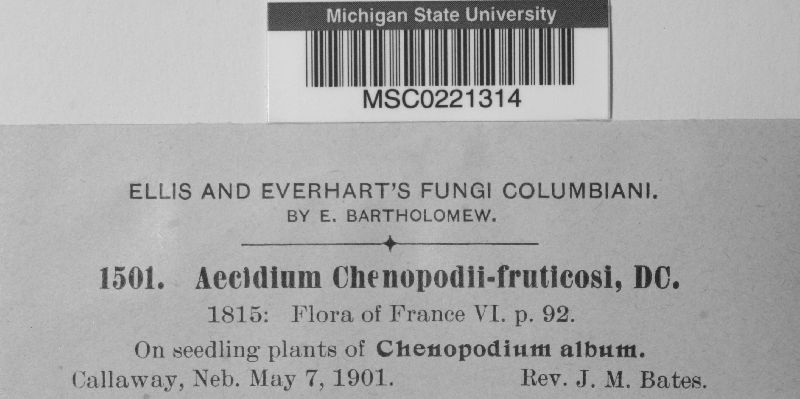 Michigan State University
MSC0221314
ELLIS AND EVERHART'S FUNGI COLUMBIANI.
BY E. BARTHOLOMEW.
1501. Aecidium Chenopodii-fruticosi, DC.
1815: Flora of France VI. p. 92.
On seedling plants of Chenopodium album.
Callaway, Neb. May 7, 1901. Rev. J. M. Bates.